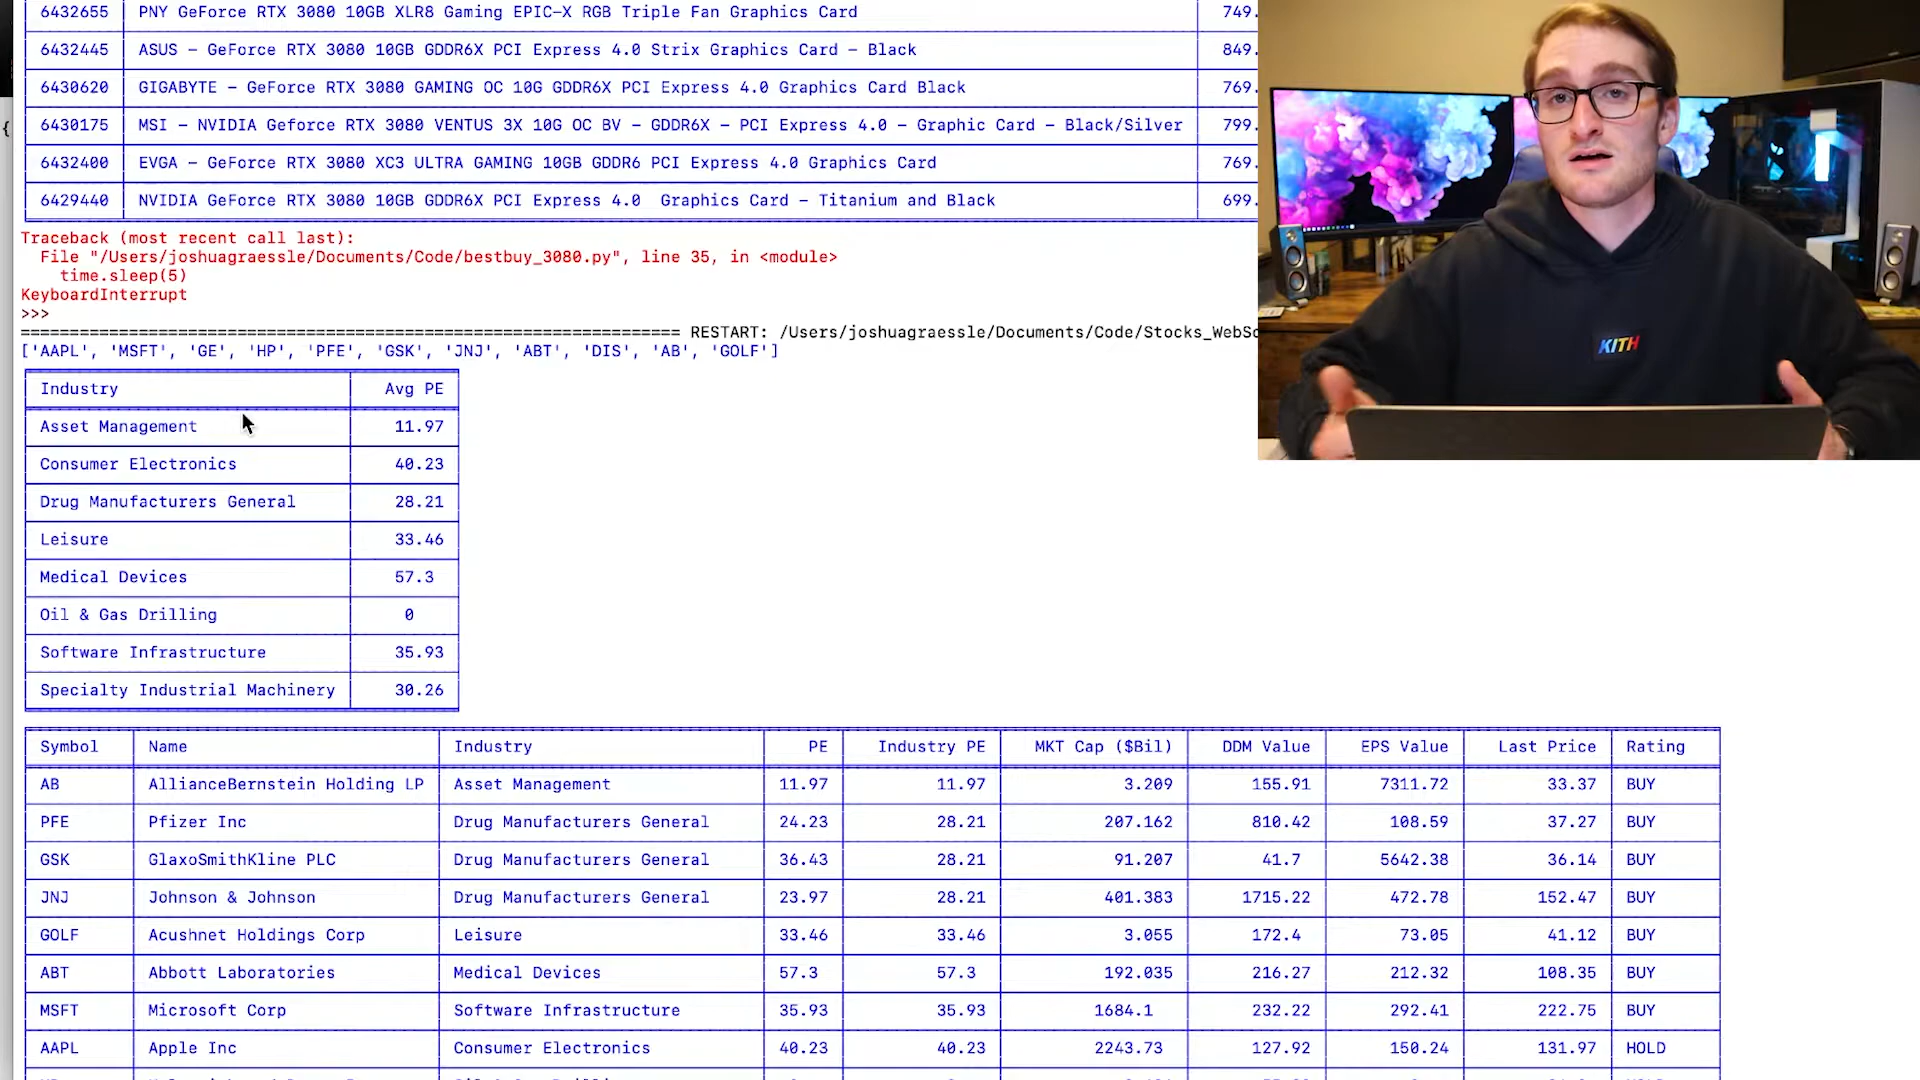 6432655 PNY GeForce RTX 3080 10GB XLR8 Gaming EPIC-X RGB Triple Fan Graphics Card 749.
6432445 ASUS - GeForce RTX 3080 10GB GDDR6X PCI Express 4.0 Strix Graphics Card - Black 849.
6430620 GIGABYTE - GeForce RTX 3080 GAMING OC 10G GDDR6X PCI Express 4.0 Graphics Card Black 769.
6430175 MSI - NVIDIA Geforce RTX 3080 VENTUS 3X 10G OC BV - GDDR6X - PCI Express 4.0 - Graphic Card - Black/Silver 799.
6432400 EVGA - GeForce RTX 3080 XC3 ULTRA GAMING 10GB GDDR6 PCI Express 4.0 Graphics Card 769.
6429440 NVIDIA GeForce RTX 3080 10GB GDDR6X PCI Express 4.0  Graphics Card - Titanium and Black 699.
{
Traceback (most recent call last):
File "/Users/joshuagraessle/Documents/Code/bestbuy_3080.py", line 35, in <module>
time.sleep(5)
KeyboardInterrupt
>>>
=================================================================== RESTART: /Users/joshuagraessle/Documents/Code/Stocks_WebSc
['AAPL', 'MSFT', 'GE', 'HP', 'PFE', 'GSK', 'JNJ', 'ABT', 'DIS', 'AB', 'GOLF']
Industry Avg PE
Asset Management 11.97
Consumer Electronics 40.23
Drug Manufacturers General 28.21
Leisure 33.46
Medical Devices 57.3
Oil & Gas Drilling 0
Software Infrastructure 35.93
Specialty Industrial Machinery 30.26
Symbol Name Industry PE Industry PE MKT Cap ($Bil) DDM Value EPS Value Last Price Rating
AB AllianceBernstein Holding LP Asset Management 11.97 11.97 3.209 155.91 7311.72 33.37 BUY
PFE Pfizer Inc Drug Manufacturers General 24.23 28.21 207.162 810.42 108.59 37.27 BUY
GSK GlaxoSmithKline PLC Drug Manufacturers General 36.43 28.21 91.207 41.7 5642.38 36.14 BUY
JNJ Johnson & Johnson Drug Manufacturers General 23.97 28.21 401.383 1715.22 472.78 152.47 BUY
GOLF Acushnet Holdings Corp Leisure 33.46 33.46 3.055 172.4 73.05 41.12 BUY
ABT Abbott Laboratories Medical Devices 57.3 57.3 192.035 216.27 212.32 108.35 BUY
MSFT Microsoft Corp Software Infrastructure 35.93 35.93 1684.1 232.22 292.41 222.75 BUY
AAPL Apple Inc Consumer Electronics 40.23 40.23 2243.73 127.92 150.24 131.97 HOLD
KITH